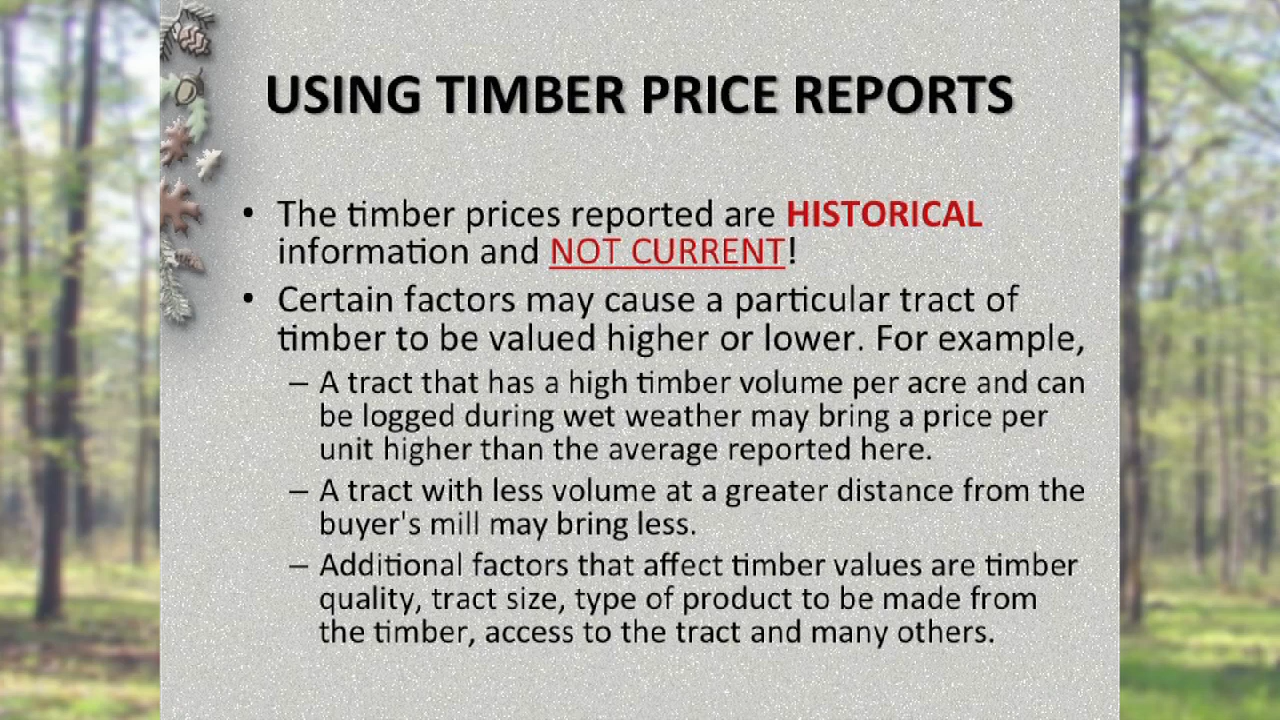 USING TIMBER PRICE REPORTS
• The timber prices reported are HISTORICAL
information and NOT CURRENT!
• Certain factors may cause a particular tract of
timber to be valued higher or lower. For example,
– A tract that has a high timber volume per acre and can
be logged during wet weather may bring a price per
unit higher than the average reported here.
– A tract with less volume at a greater distance from the
buyer's mill may bring less.
– Additional factors that affect timber values are timber
quality, tract size, type of product to be made from
the timber, access to the tract and many others.